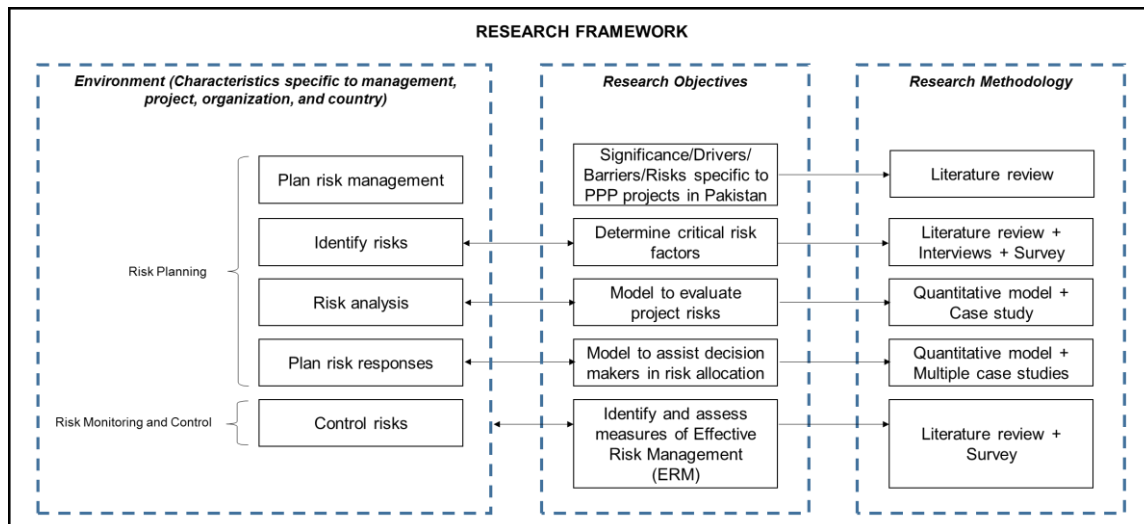 RESEARCH FRAMEWORK
Environment (Characteristics specific to management,
project, organization, and country)
Research Objectives
Research Methodology
Risk Planning
Plan risk management
Significance/Drivers/
Barriers/Risks specific to
PPP projects in Pakistan
Literature review
Identify risks
Determine critical risk
factors
Literature review +
Interviews + Survey
Risk analysis
Model to evaluate
project risks
Quantitative model +
Case study
Plan risk responses
Model to assist decision
makers in risk allocation
Quantitative model +
Multiple case studies
Risk Monitoring and Control
Control risks
Identify and assess
measures of Effective
Risk Management
(ERM)
Literature review +
Survey